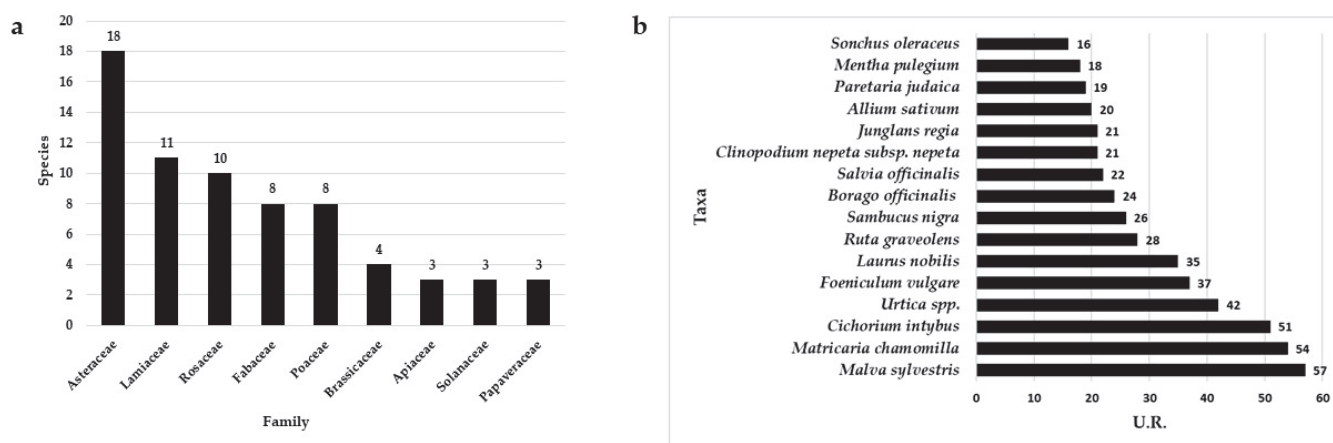 a
20
18
16
14
12
10
8
6
4
2
0
Species
18
11
10
8
8
4
3
3
3
Asteraceae
Lamiaceae
Rosaceae
Fabaceae
Poaceae
Brassicaceae
Apiaceae
Solanaceae
Papaveraceae
Family
b
Taxa
Sonchus oleraceus 16
Mentha pulegium 18
Paretaria judaica 19
Allium sativum 20
Junglans regia 21
Clinopodium nepeta subsp. nepeta 21
Salvia officinalis 22
Borago officinalis 24
Sambucus nigra 26
Ruta graveolens 28
Laurus nobilis 35
Foeniculum vulgare 37
Urtica spp. 42
Cichorium intybus 51
Matricaria chamomilla 54
Malva sylvestris 57
0 10 20 30 40 50 60
U.R.